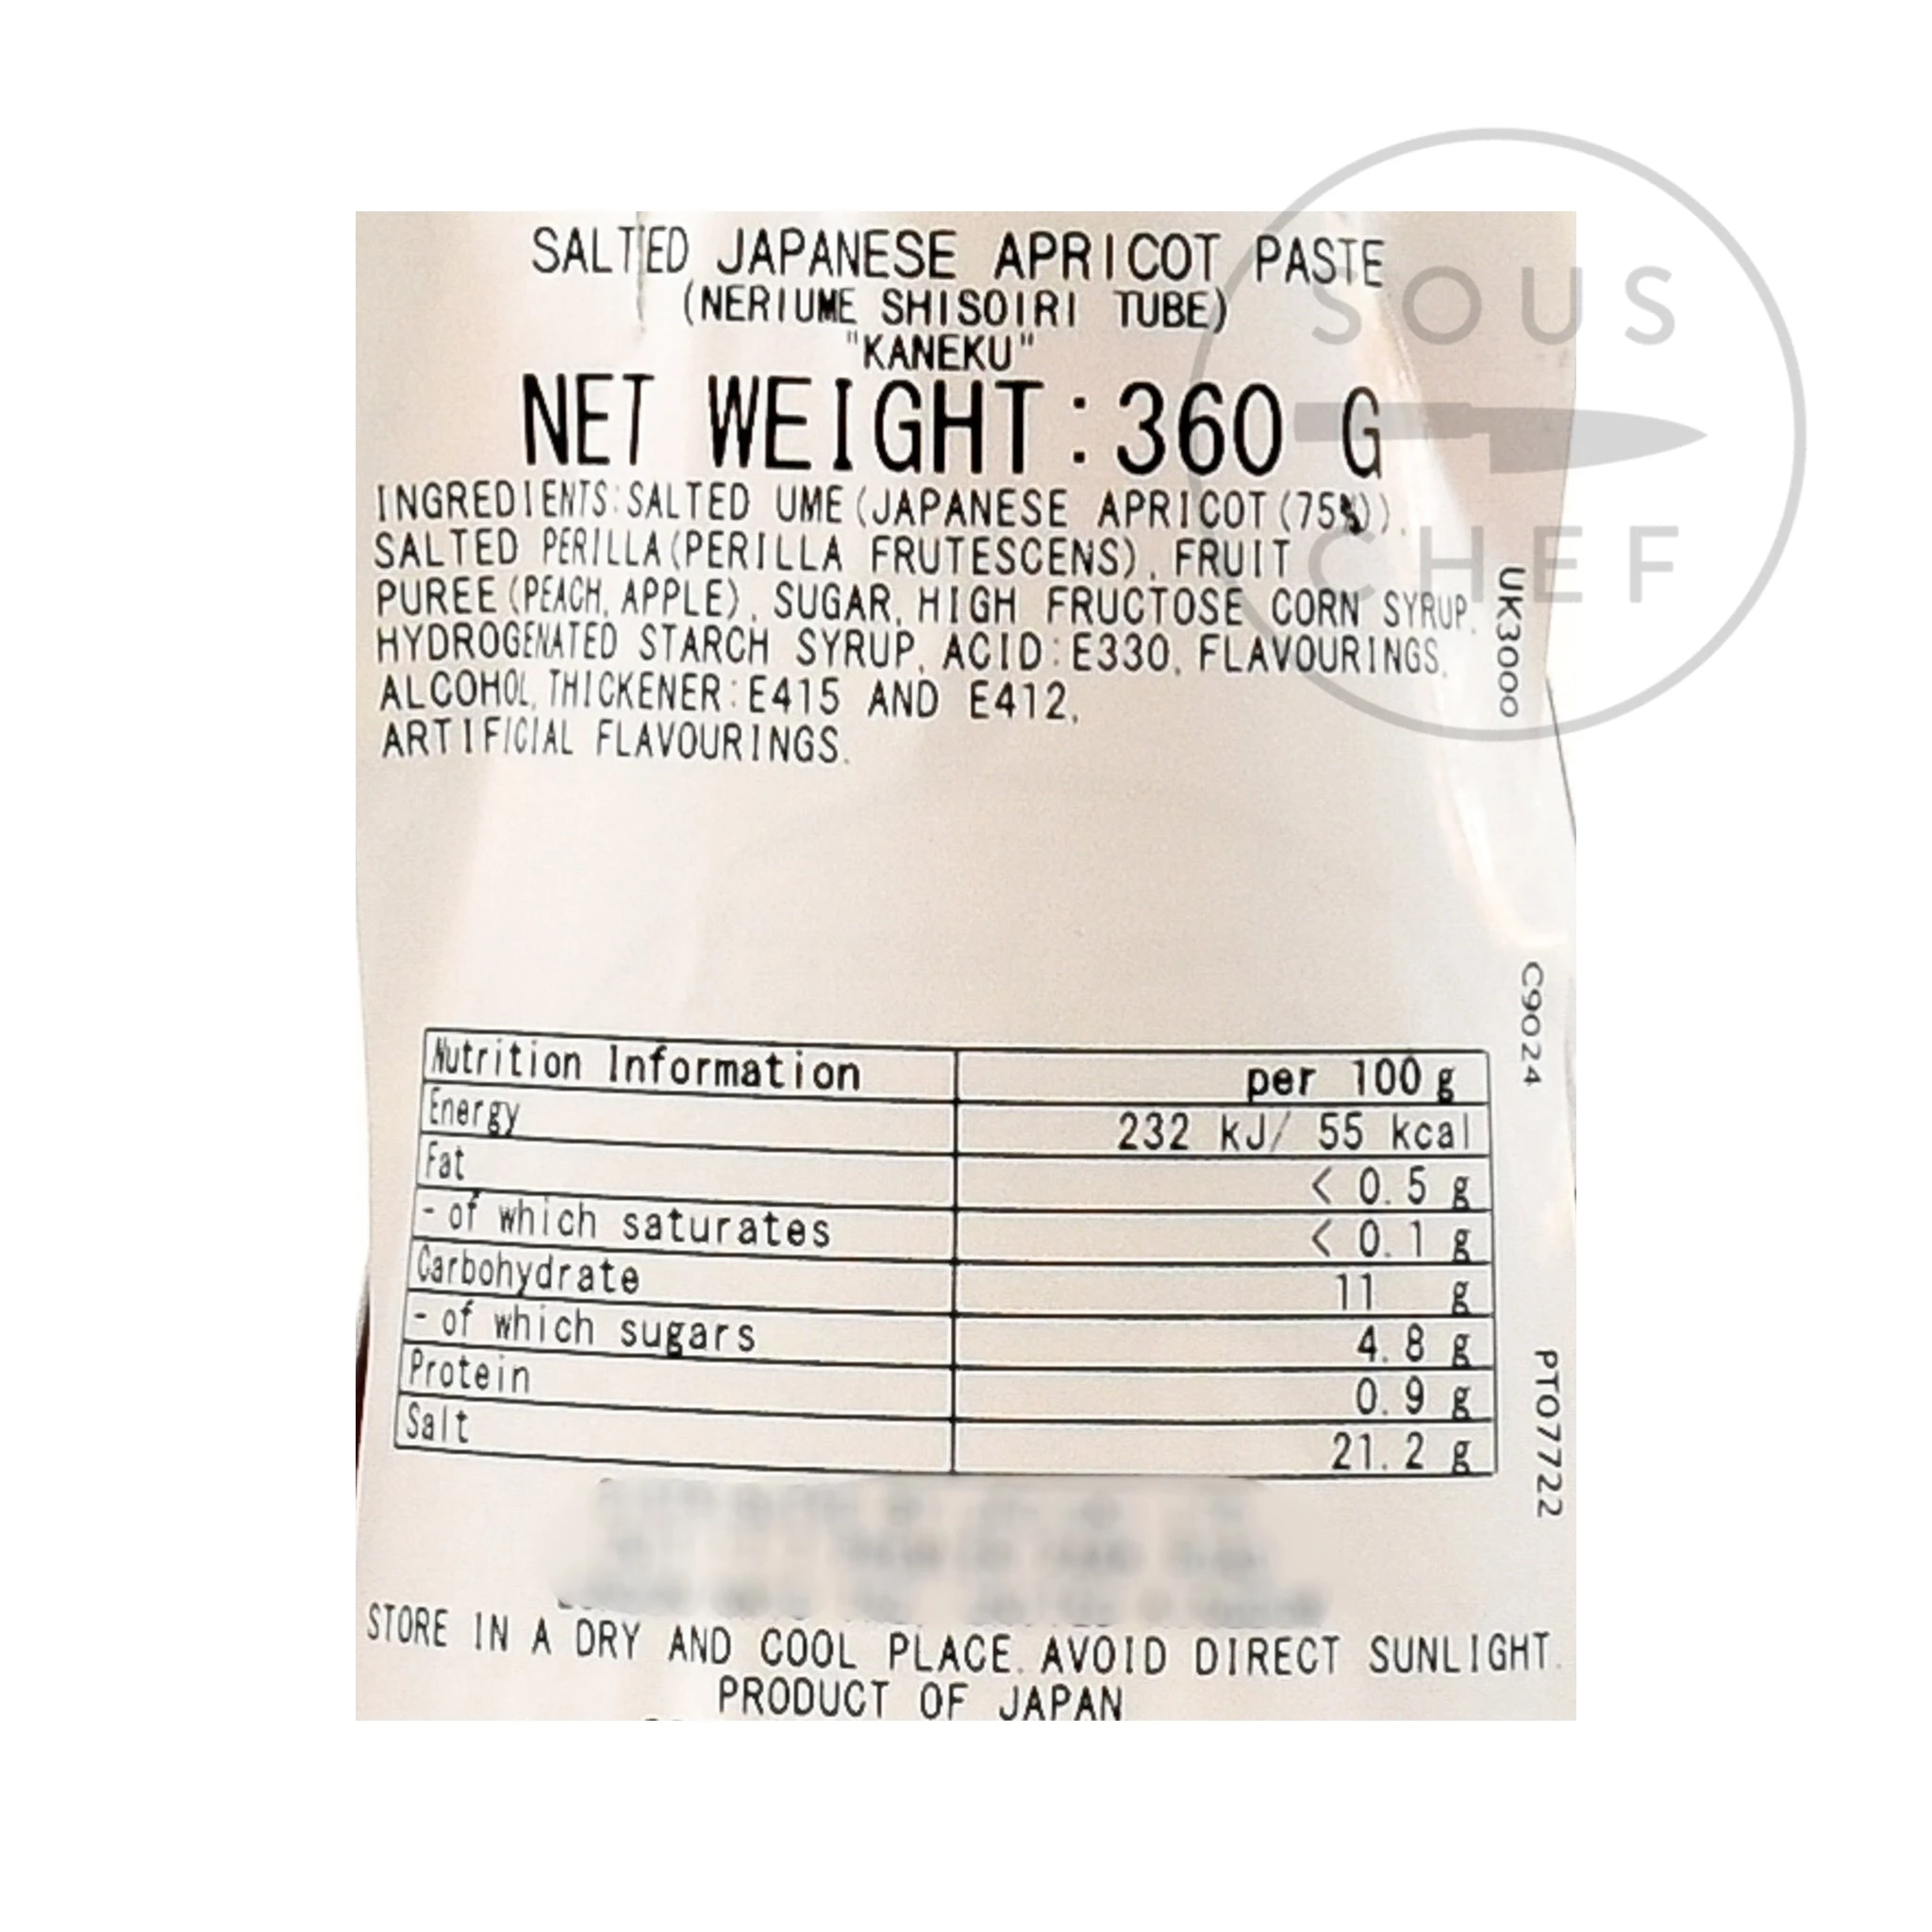 SALTED JAPANESE APRICOT PASTE
(NERIUME SHISOIRI TUBE)
"KANEKU"
NET WEIGHT:360 G
INGREDIENTS:SALTED UME(JAPANESE APRICOT(75%)),
SALTED PERILLA(PERILLA FRUTESCENS), FRUIT
PUREE(PEACH, APPLE), SUGAR, HIGH FRUCTOSE CORN SYRUP,
HYDROGENATED STARCH SYRUP, ACID:E330, FLAVOURINGS,
ALCOHOL, THICKENER:E415 AND E412,
ARTIFICIAL FLAVOURINGS.
SOUS
CHEF
UK3000
C9024
PT07722
Nutrition Information per 100g
Energy 232 kJ/ 55 kcal
Fat < 0.5 g
- of which saturates < 0.1 g
Carbohydrate 11 g
- of which sugars 4.8 g
Protein 0.9 g
Salt 21.2 g
STORE IN A DRY AND COOL PLACE. AVOID DIRECT SUNLIGHT.
PRODUCT OF JAPAN